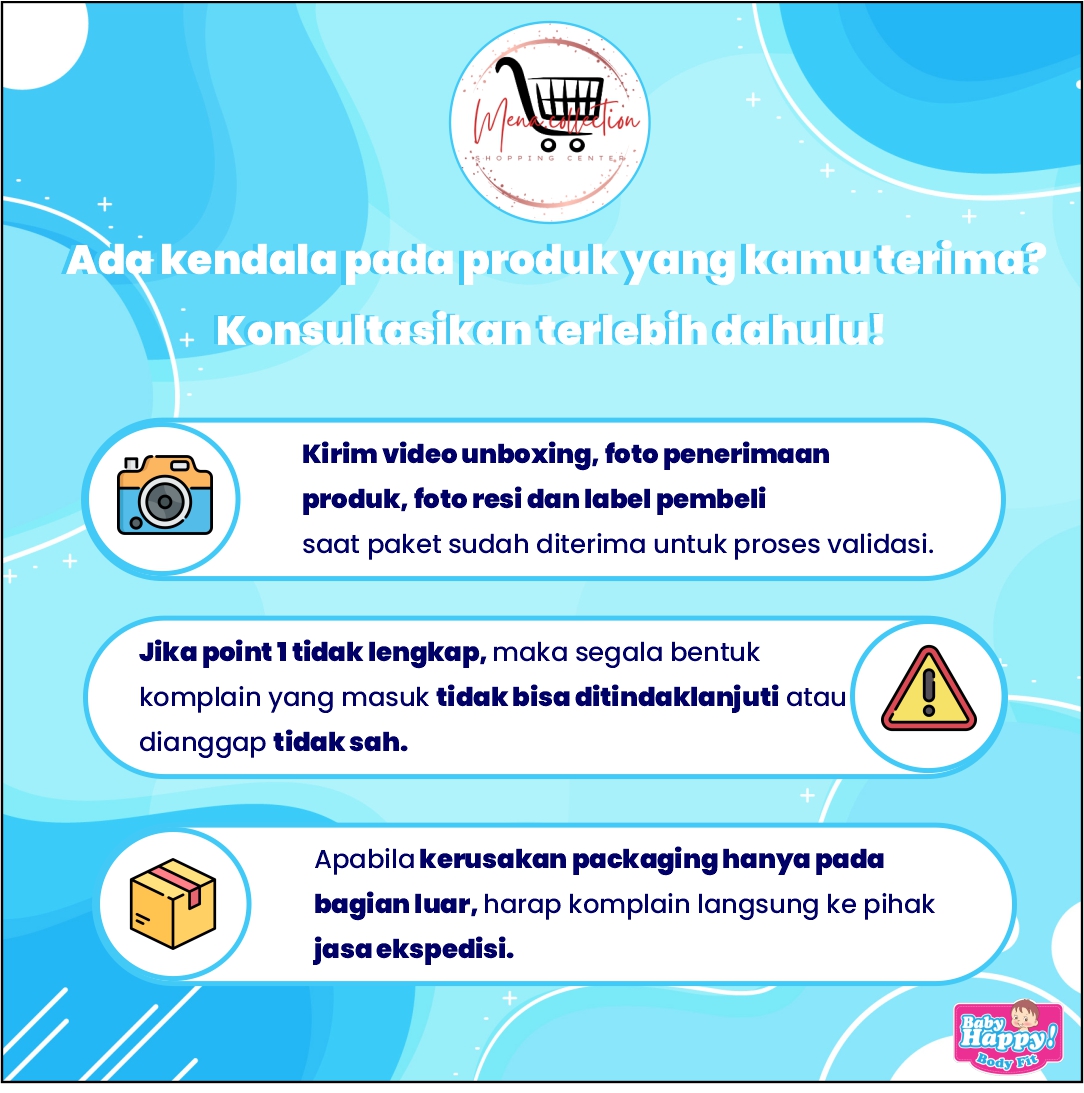 Mena collection
SHOPPING CENTER
Ada kendala pada produk yang kamu terima?
Konsultasikan terlebih dahulu!
Kirim video unboxing, foto penerimaan
produk, foto resi dan label pembeli
saat paket sudah diterima untuk proses validasi.
Jika point 1 tidak lengkap, maka segala bentuk
komplain yang masuk tidak bisa ditindaklanjuti atau
dianggap tidak sah.
Apabila kerusakan packaging hanya pada
bagian luar, harap komplain langsung ke pihak
jasa ekspedisi.
Baby
Happy!
Body Fit